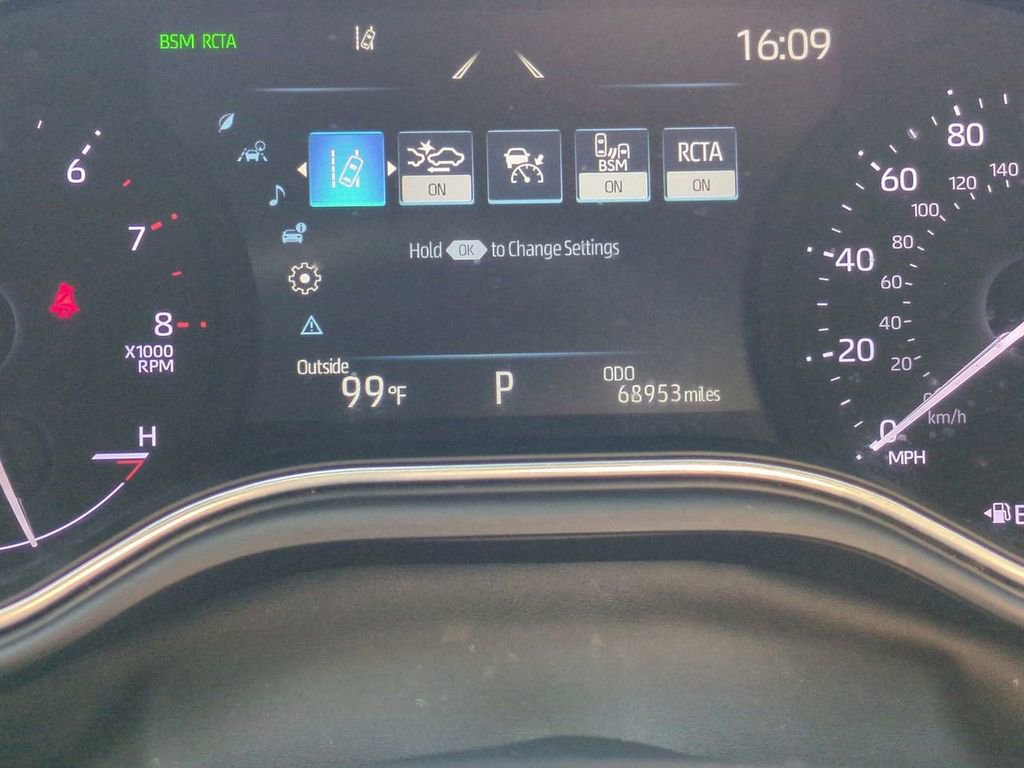 BSM RCTA
16:09
6
7
8
X1000
RPM
H
ON
BSM
ON
RCTA
ON
Hold OK to Change Settings
Outside
99°F
P
ODO
68953 miles
80
60
40
20
0
MPH
140
120
100
80
60
40
20
0
km/h
E